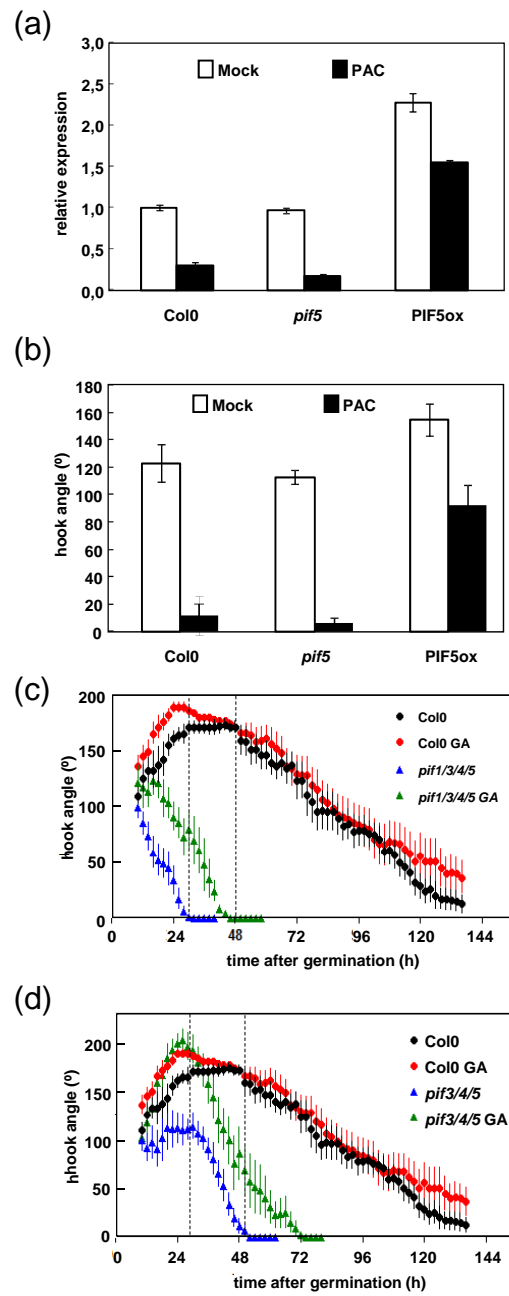 (a)
3,0
Mock PAC
2,5
2,0
1,5
1,0
0,5
0,0
relative expression
Col0 pif5 PIF5ox
(b)
180
160
Mock PAC
140
120
100
80
60
40
20
0
hook angle (º)
Col0 pif5 PIF5ox
(c)
200
150
100
50
0
hook angle (º)
Col0
Col0 GA
pif1/3/4/5
pif1/3/4/5 GA
0 24 48 72 96 120 144
time after germination (h)
(d)
200
150
100
50
0
hhook angle (º)
Col0
Col0 GA
pif3/4/5
pif3/4/5 GA
0 24 48 72 96 120 144
time after germination (h)